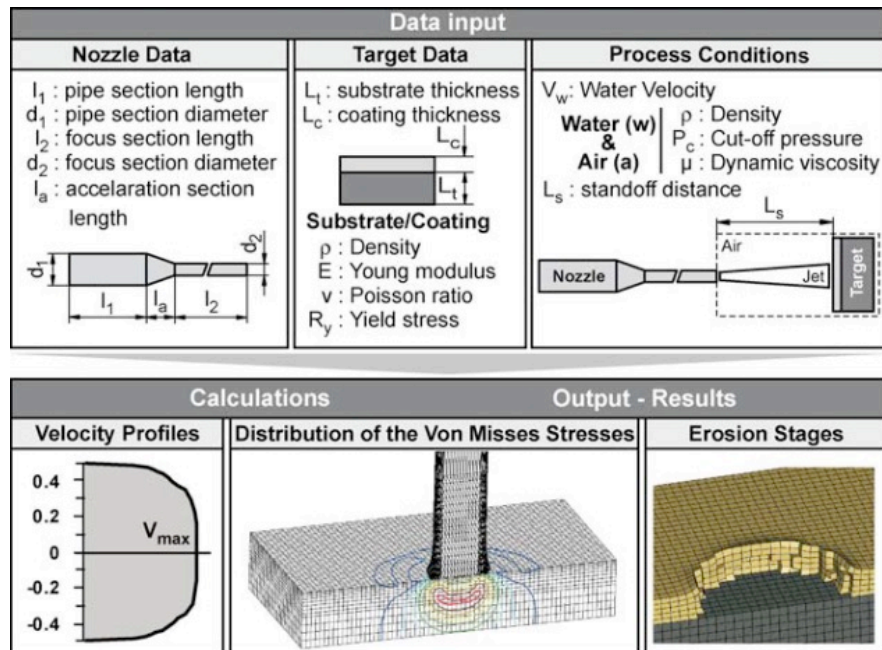 Data input
Nozzle Data
l1 : pipe section length
d1 : pipe section diameter
l2 : focus section length
d2 : focus section diameter
la : accelaration section
length
d1
d2
l1
la
l2
Target Data
Lt : substrate thickness
Lc : coating thickness
Lc
Lt
Substrate/Coating
ρ : Density
E : Young modulus
v : Poisson ratio
Ry : Yield stress
Process Conditions
Vw: Water Velocity
Water (w)
&
Air (a)
ρ : Density
Pc : Cut-off pressure
μ : Dynamic viscosity
Ls : standoff distance
Ls
Air
Nozzle
Jet
Target
Calculations
Output - Results
Velocity Profiles
0.4
0.2
0
-0.2
-0.4
Vmax
Distribution of the Von Misses Stresses
Erosion Stages